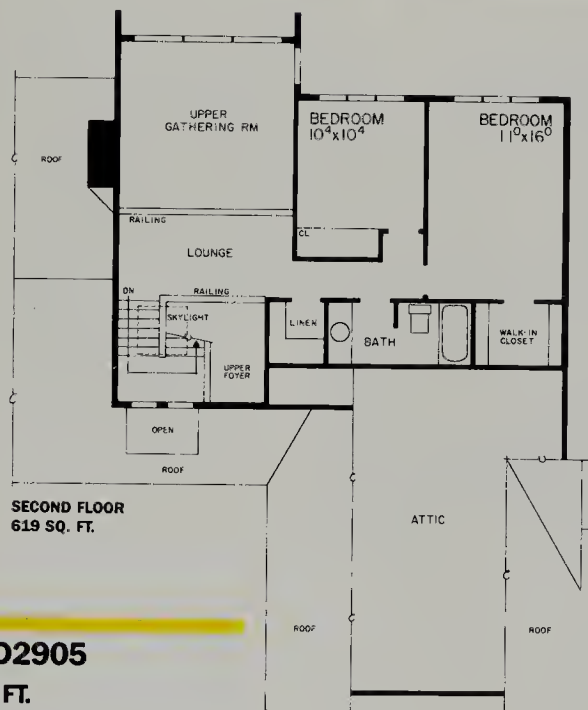 UPPER
GATHERING RM
BEDROOM
10⁴x10⁴
BEDROOM
11⁰x16⁰
ROOF
RAILING
CL
LOUNGE
DN
RAILING
SKYLIGHT
LINEN
BATH
WALK-IN
CLOSET
UPPER
FOYER
OPEN
ROOF
SECOND FLOOR
619 SQ. FT.
ATTIC
ROOF
ROOF
D2905
FT.